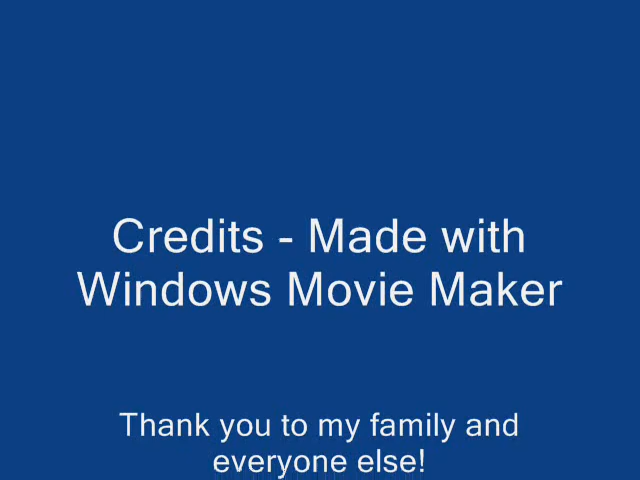 Credits - Made with
Windows Movie Maker
Thank you to my family and
everyone else!